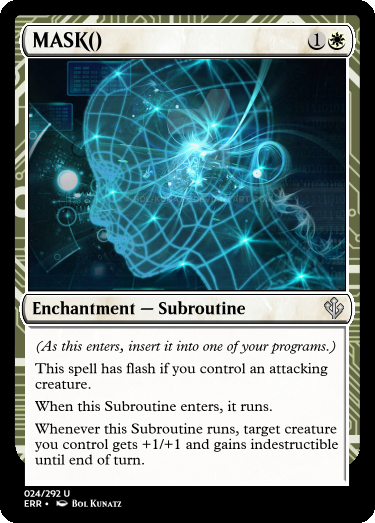 MASK()
1
Enchantment — Subroutine
(As this enters, insert it into one of your programs.)
This spell has flash if you control an attacking
creature.
When this Subroutine enters, it runs.
Whenever this Subroutine runs, target creature
you control gets +1/+1 and gains indestructible
until end of turn.
024/292 U
ERR • Bol Kunatz